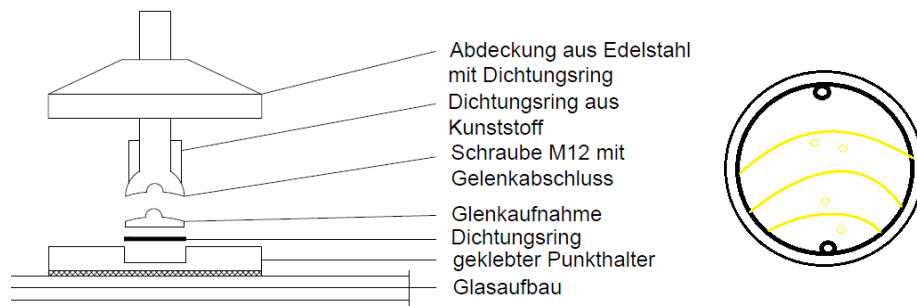 Abdeckung aus Edelstahl
mit Dichtungsring
Dichtungsring aus
Kunststoff
Schraube M12 mit
Gelenkabschluss
Glenkaufnahme
Dichtungsring
geklebter Punkthalter
Glasaufbau